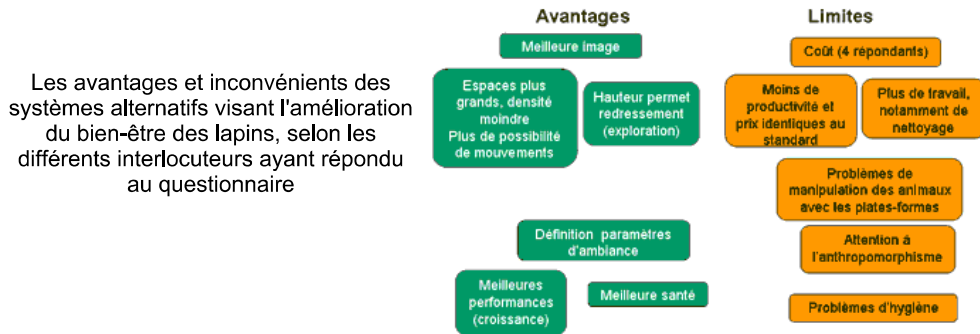 Les avantages et inconvénients des
systèmes alternatifs visant l'amélioration
du bien-être des lapins, selon les
différents interlocuteurs ayant répondu
au questionnaire
Avantages
Meilleure image
Espaces plus
grands, densité
moindre
Plus de possibilité
de mouvements
Hauteur permet
redressement
(exploration)
Définition paramètres
d'ambiance
Meilleures
performances
(croissance)
Meilleure santé
Limites
Coût (4 répondants)
Moins de
productivité et
prix identiques au
standard
Plus de travail,
notamment de
nettoyage
Problèmes de
manipulation des animaux
avec les plates-formes
Attention à
l'anthropomorphisme
Problèmes d'hygiène